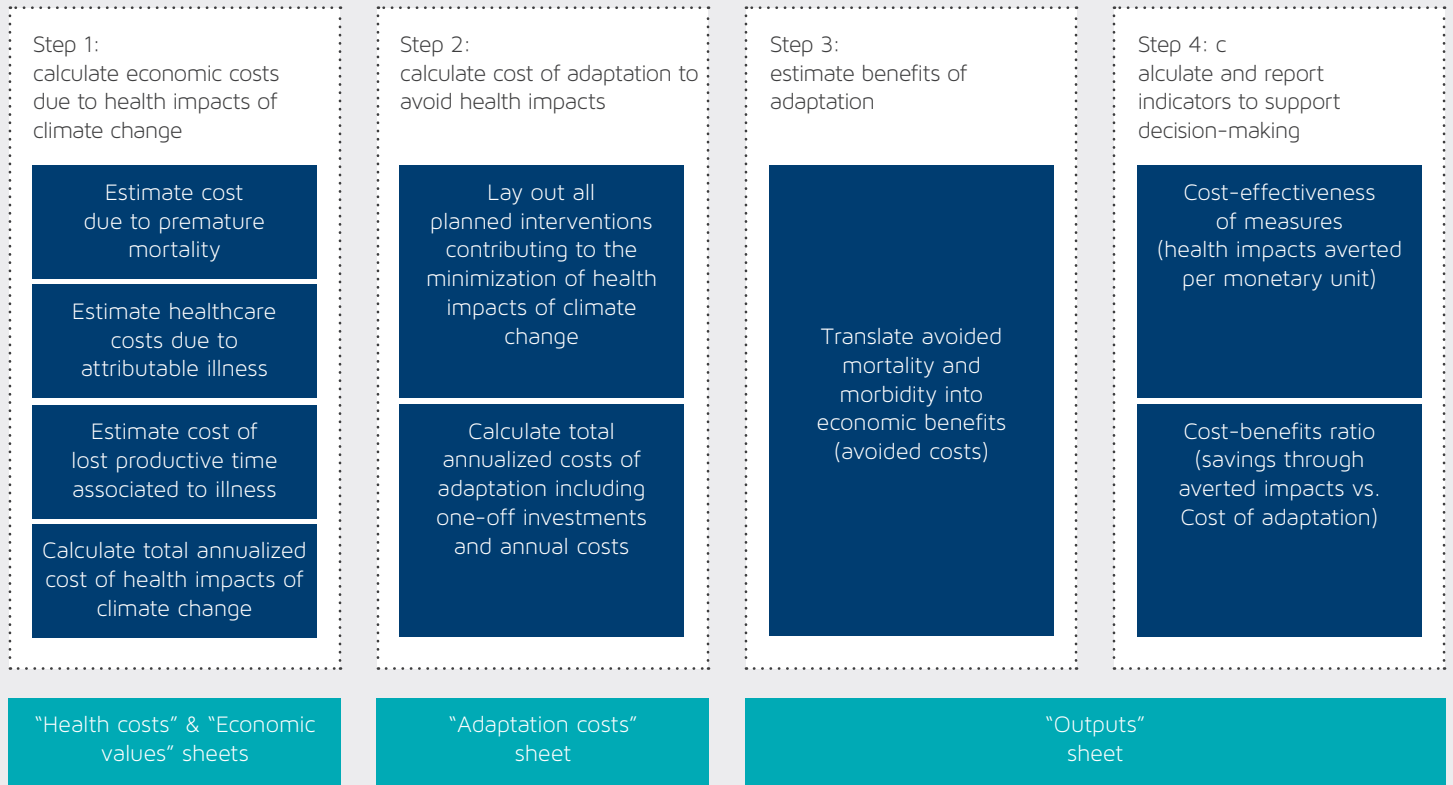 Step 1:
calculate economic costs
due to health impacts of
climate change
Estimate cost
due to premature
mortality
Estimate healthcare
costs due to
attributable illness
Estimate cost of
lost productive time
associated to illness
Calculate total annualized
cost of health impacts of
climate change
"Health costs" & "Economic
values" sheets
Step 2:
calculate cost of adaptation to
avoid health impacts
Lay out all
planned interventions
contributing to the
minimization of health
impacts of climate
change
Calculate total
annualized costs of
adaptation including
one-off investments
and annual costs
"Adaptation costs"
sheet
Step 3:
estimate benefits of
adaptation
Translate avoided
mortality and
morbidity into
economic benefits
(avoided costs)
Step 4: c
alculate and report
indicators to support
decision-making
Cost-effectiveness
of measures
(health impacts averted
per monetary unit)
Cost-benefits ratio
(savings through
averted impacts vs.
Cost of adaptation)
"Outputs"
sheet